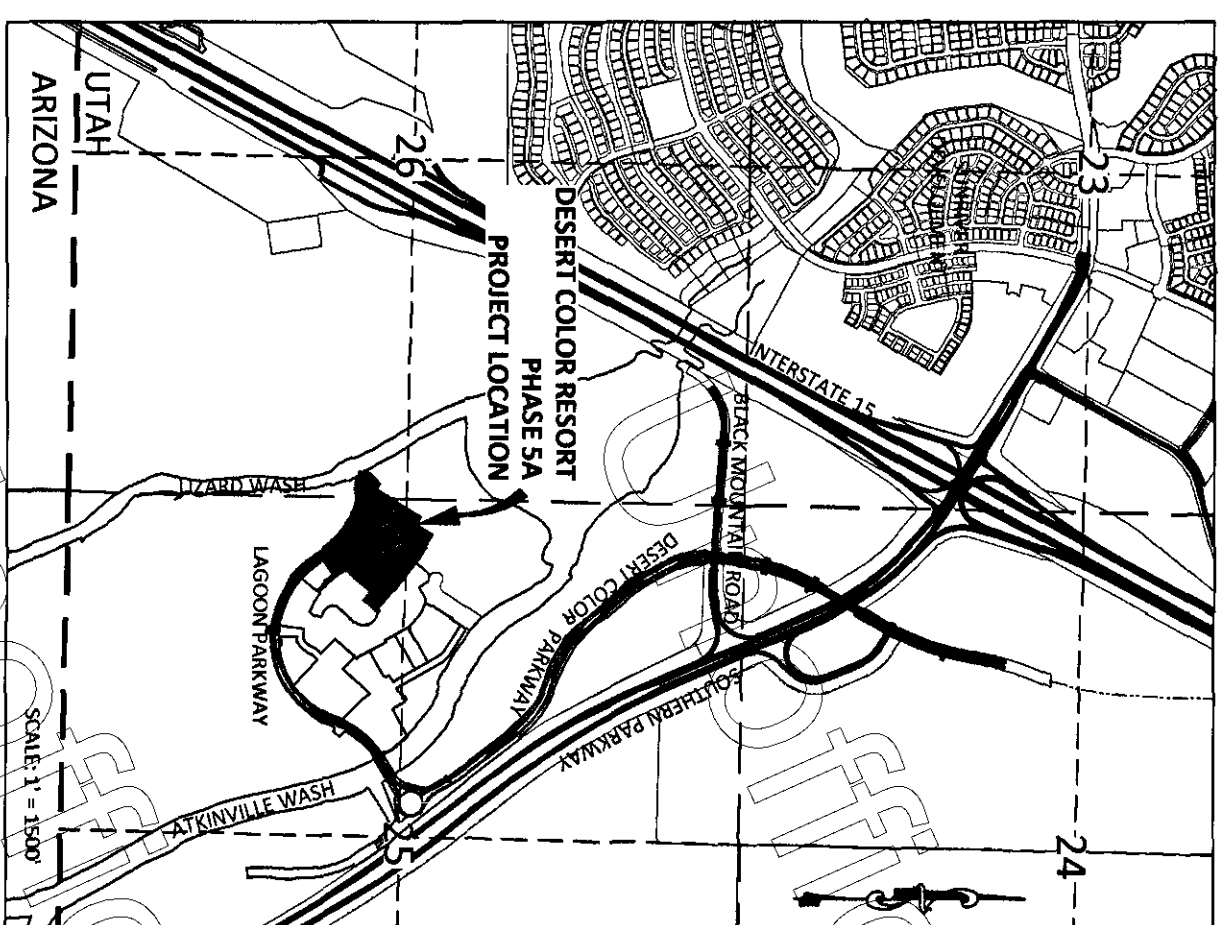 UTAH
ARIZONA
26
23
DESERT COLOR RESORT
PHASE 5A
PROJECT LOCATION
INTERSTATE 15
BLACK MOUNTAIN ROAD
DESERT COLOR PARKWAY
SOUTHERN PARKWAY
LIZARD WASH
LAGOON PARKWAY
ATKINVILLE WASH
SCALE: 1" = 1500'
25
24